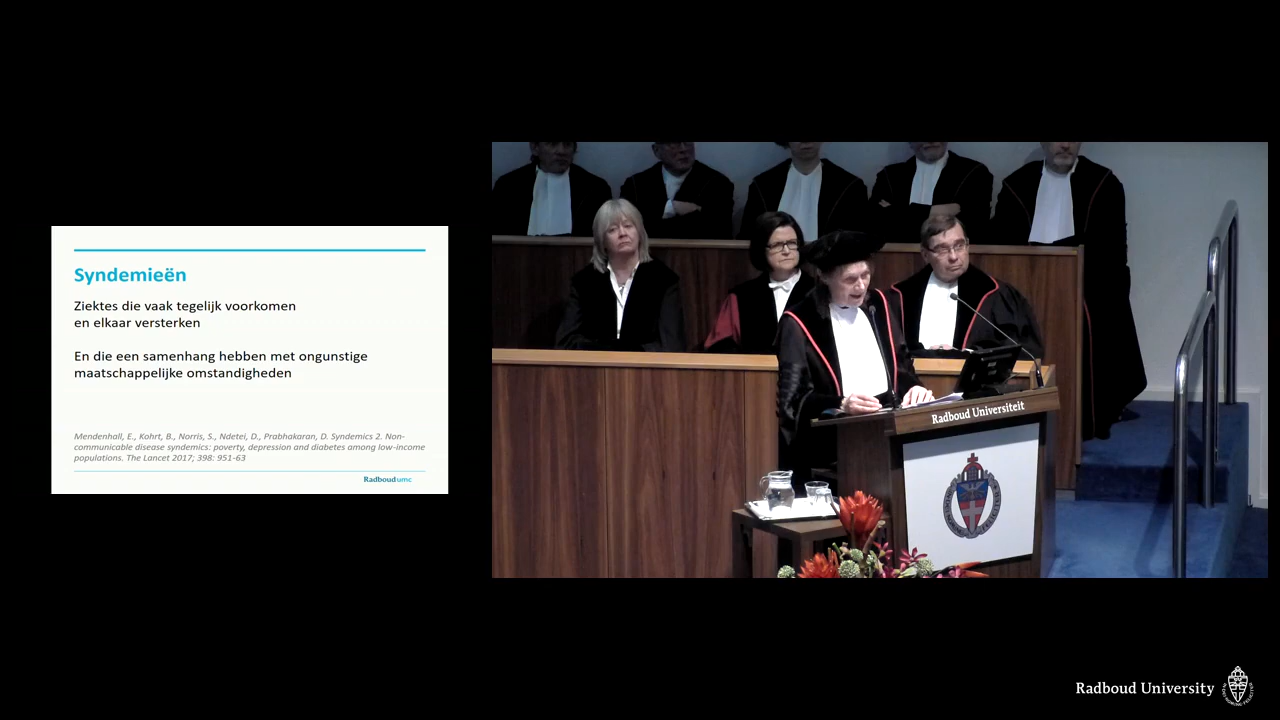 Syndemieën
Ziektes die vaak tegelijk voorkomen
en elkaar versterken
En die een samenhang hebben met ongunstige
maatschappelijke omstandigheden
Mendenhall, E., Kohrt, B., Norris, S., Ndetei, D., Prabhakaran, D. Syndemics 2. Non-
communicable disease syndemics: poverty, depression and diabetes among low-income
populations. The Lancet 2017; 398: 951-63
Radboudumc
Radboud Universiteit
Radboud University